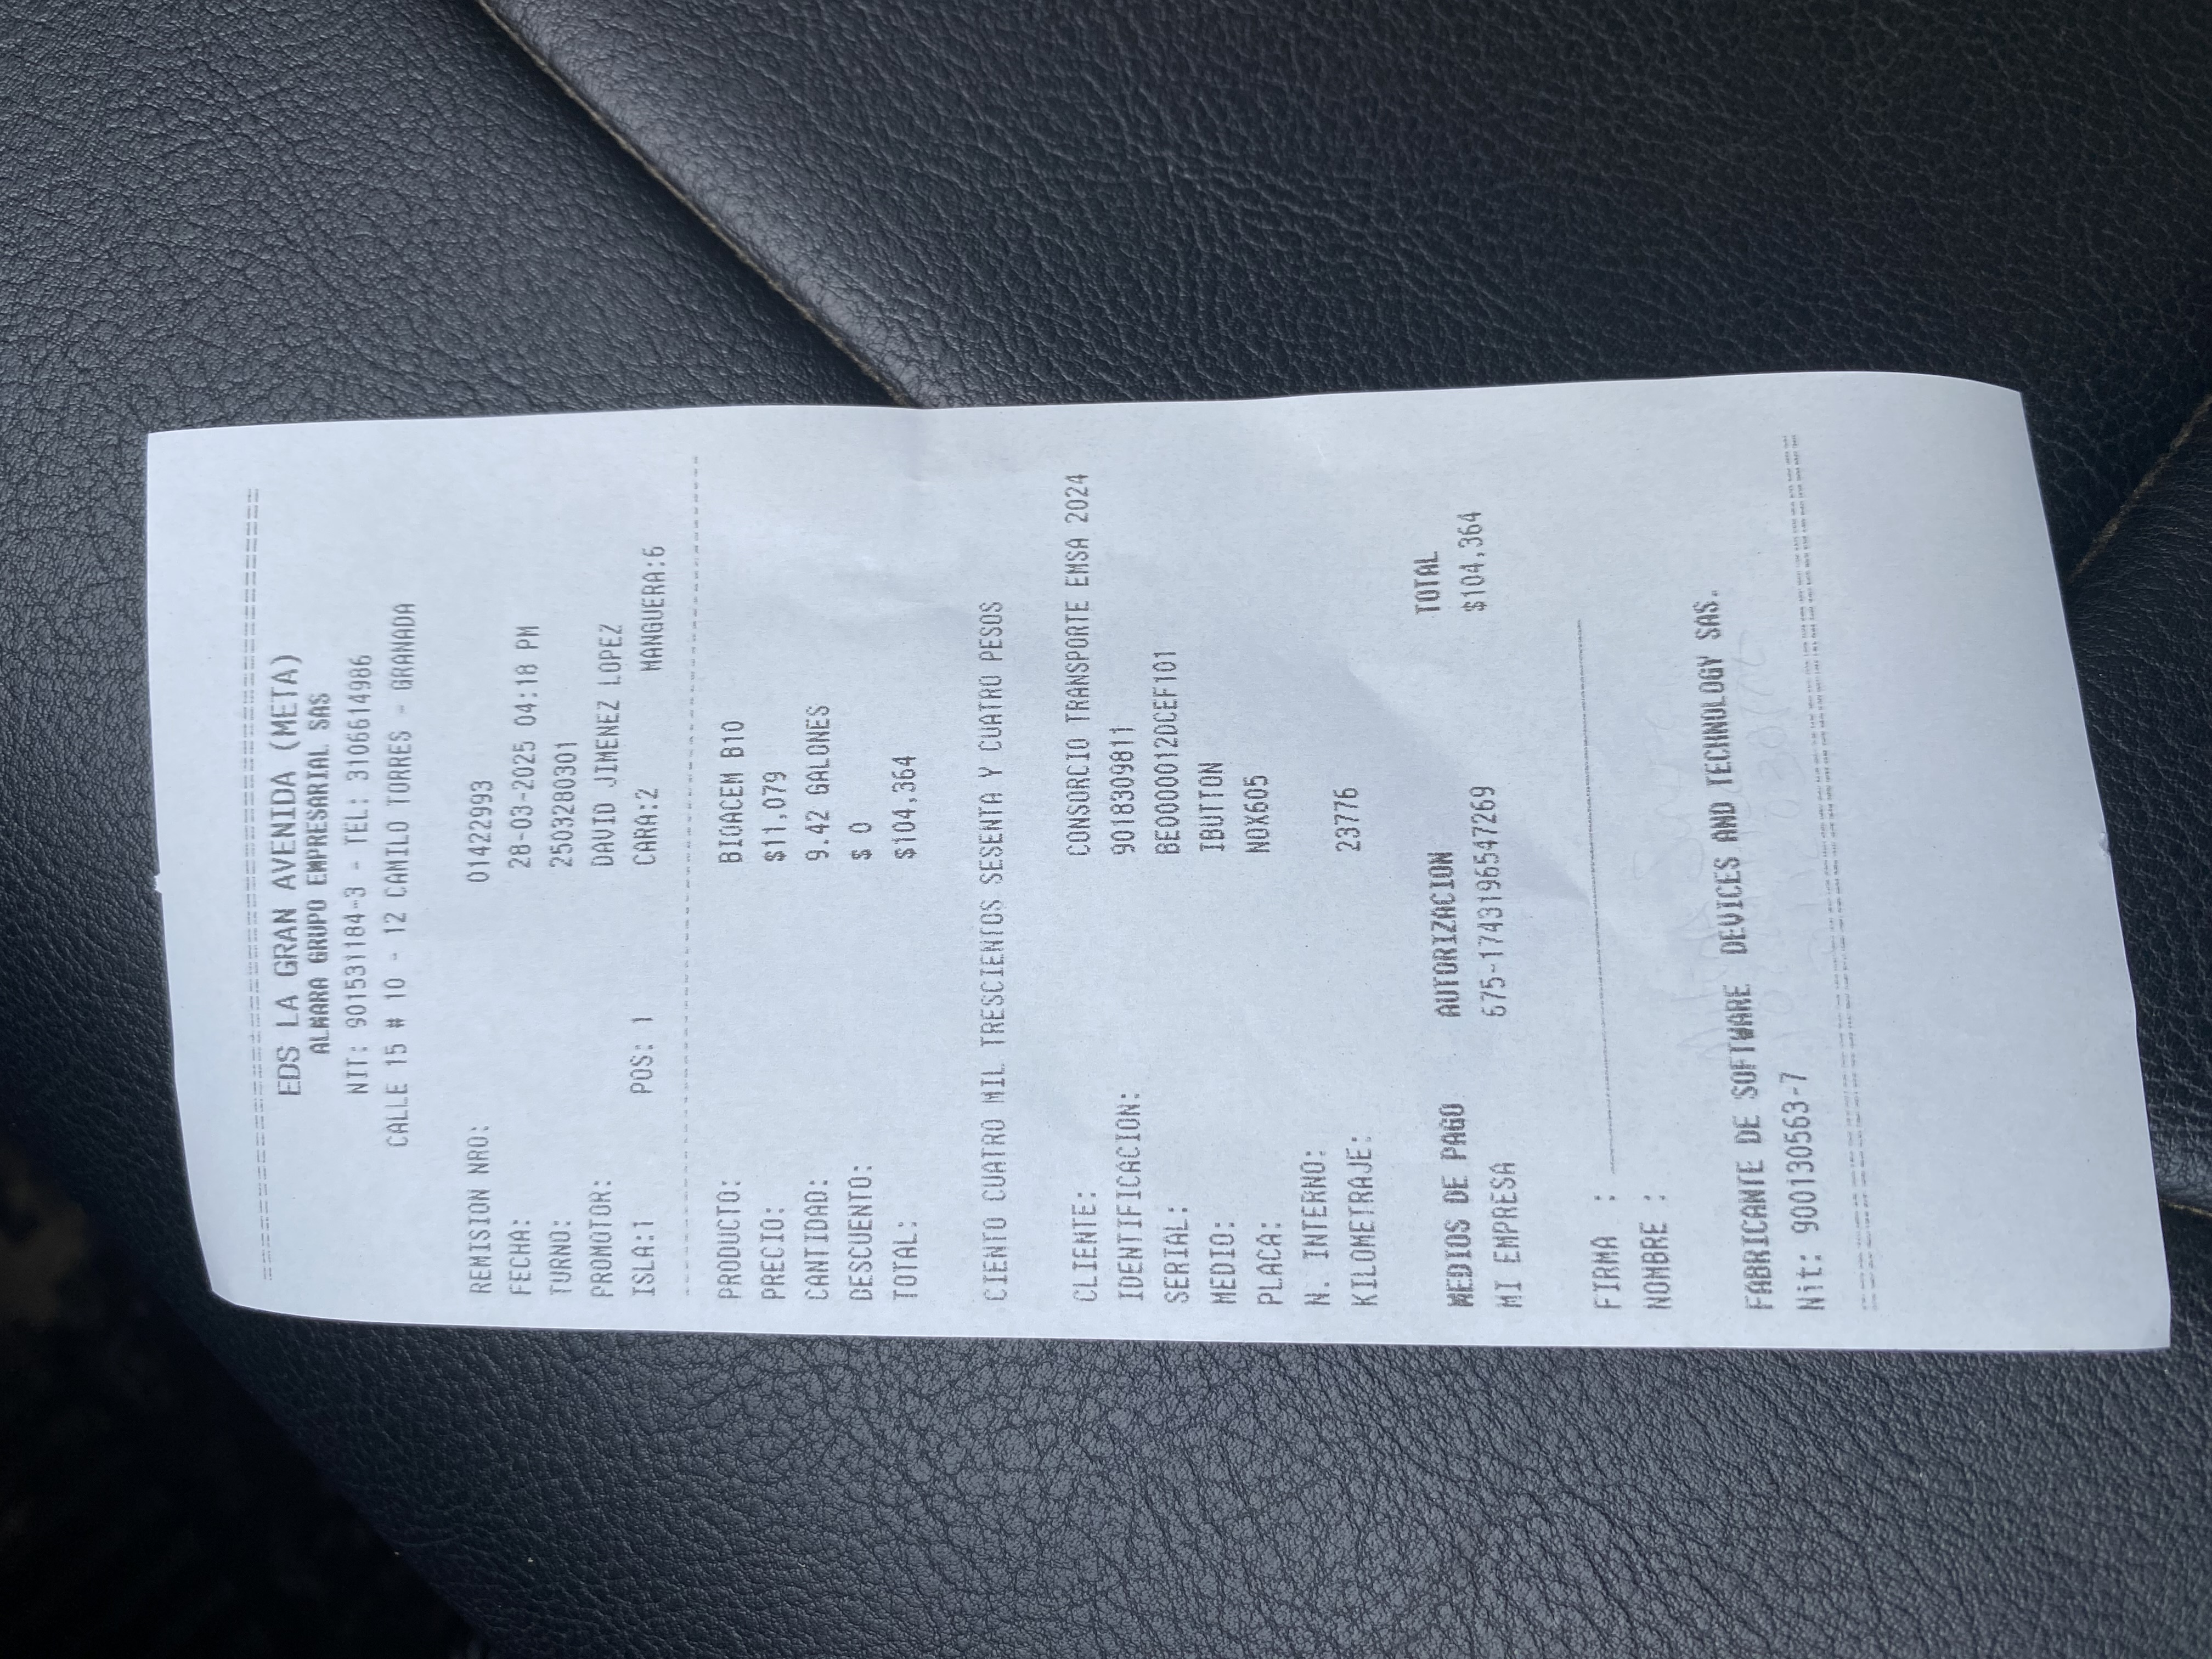 ================================
EDS LA GRAN AVENIDA (META)
ALMARA GRUPO EMPRESARIAL SAS
NIT: 901531184-3 - TEL: 3106614986
CALLE 15 # 10 - 12 CAMILO TORRES - GRANADA
REMISION NRO: 01422993
FECHA: 28-03-2025 04:18 PM
TURNO: 2503280301
PROMOTOR: DAVID JIMENEZ LOPEZ
ISLA:1 POS: 1 CARA:2 MANGUERA:6
--------------------------------
PRODUCTO: BIOACEM B10
PRECIO: $11,079
CANTIDAD: 9.42 GALONES
DESCUENTO: $ 0
TOTAL: $104,364
CIENTO CUATRO MIL TRESCIENTOS SESENTA Y CUATRO PESOS
CLIENTE: CONSORCIO TRANSPORTE EMSA 2024
IDENTIFICACION: 9018309811
SERIAL: BE0000012DCEF101
MEDIO: IBUTTON
PLACA: NOX605
N. INTERNO:
KILOMETRAJE: 23776
MEDIOS DE PAGO AUTORIZACION TOTAL
MI EMPRESA 675-1743196547269 $104,364
FIRMA : ______________________
NOMBRE :
FABRICANTE DE SOFTWARE DEVICES AND TECHNOLOGY SAS.
Nit: 900130563-7
================================